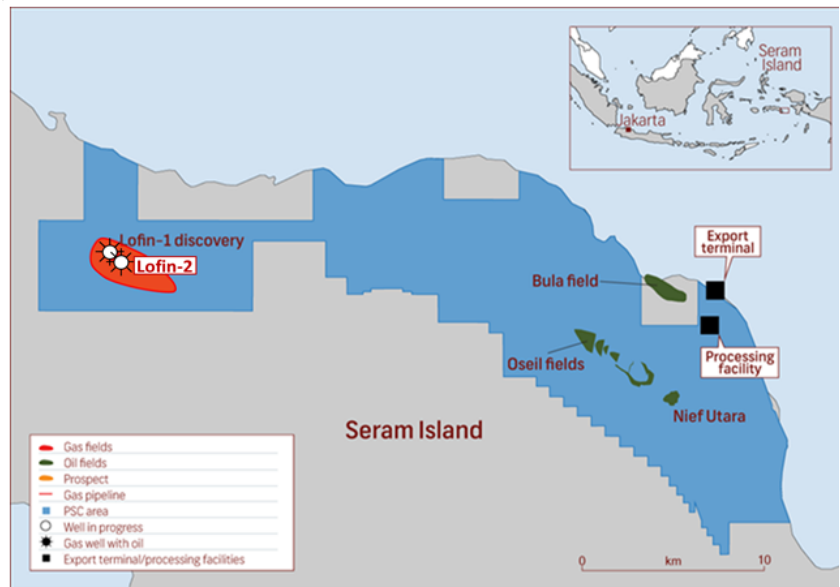 Seram
Island
Jakarta
Lofin-1 discovery
Lofin-2
Export
terminal
Bula field
Processing
facility
Oseil fields
Nief Utara
Seram Island
Gas fields
Oil fields
Prospect
Gas pipeline
PSC area
Well in progress
Gas well with oil
Export terminal/processing facilities
0 km 10